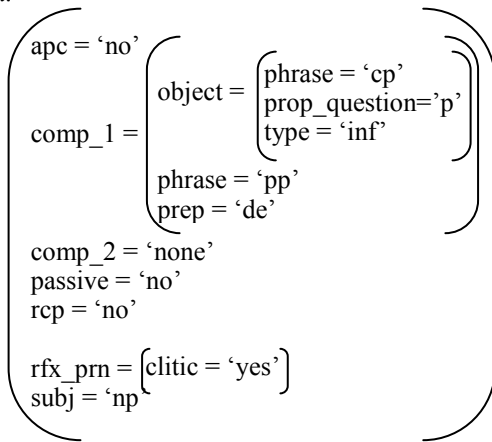 apc = ‘no’
object = phrase = ‘cp’
prop_question=’p’
type = ‘inf’
comp_1 =
phrase = ‘pp’
prep = ‘de’
comp_2 = ‘none’
passive = ‘no’
rcp = ‘no’
rfx_prn = clitic = ‘yes’
subj = ‘np’